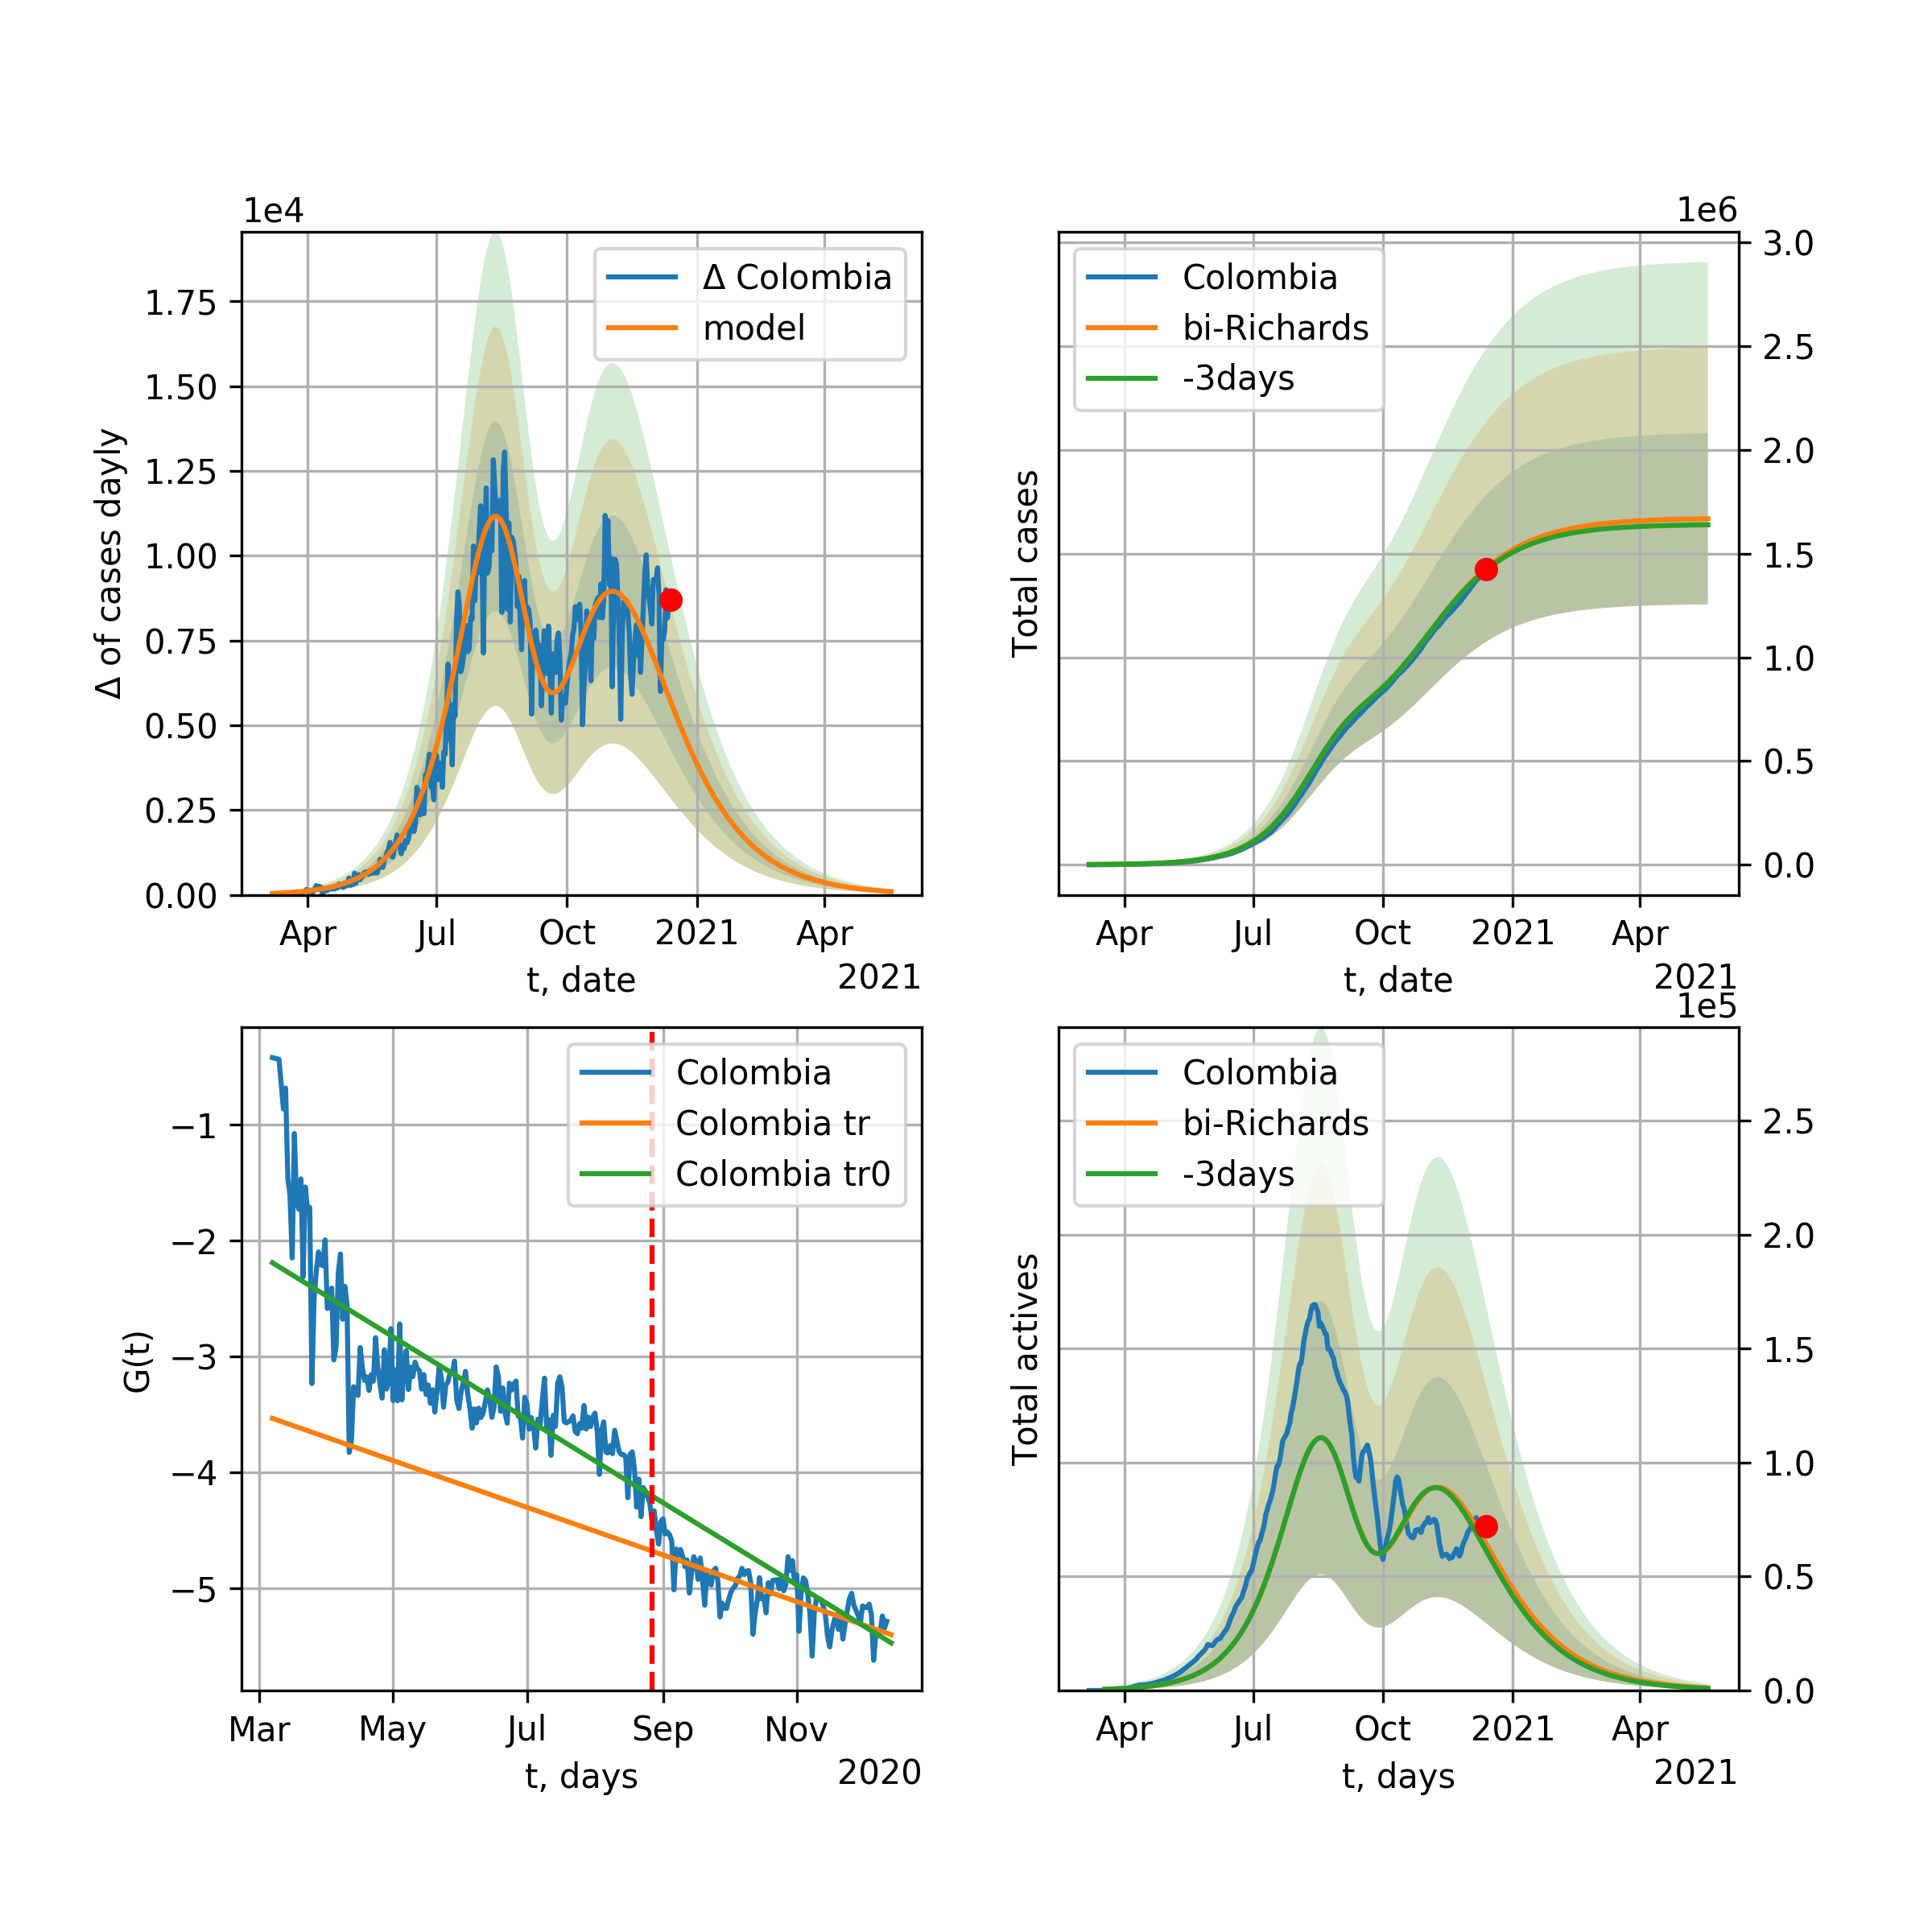 1e4
Δ Colombia
model
1.75
1.50
1.25
1.00
0.75
0.50
0.25
0.00
Δ of cases dayly
Apr Jul Oct 2021 Apr
t, date
2021
1e6
Colombia
bi-Richards
-3days
3.0
2.5
2.0
1.5
1.0
0.5
0.0
Total cases
Apr Jul Oct 2021 Apr
t, date
2021
Colombia
Colombia tr
Colombia tr0
−1
−2
−3
−4
−5
G(t)
Mar May Jul Sep Nov
t, days
2020
1e5
Colombia
bi-Richards
-3days
2.5
2.0
1.5
1.0
0.5
0.0
Total actives
Apr Jul Oct 2021 Apr
t, days
2021